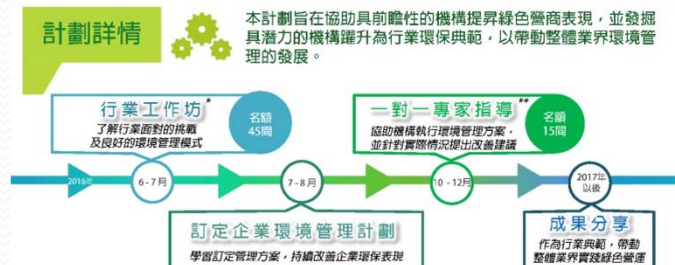 計劃詳情
本計劃旨在協助具前瞻性的機構提昇綠色營商表現，並發掘
具潛力的機構躍升為行業環保典範，以帶動整體業界環境管
理的發展。
行業工作坊*
了解行業面對的挑戰
及良好的環境管理模式
名額
45間
一對一專家指導**
協助機構執行環境管理方案，
並針對實際情況提出改善建議
名額
15間
2016年
6-7月
7-8月
10-12月
2017年
以後
訂定企業環境管理計劃
學習訂定管理方案，持續改善企業環保表現
成果分享
作為行業典範，帶動
整體業界實踐綠色營運